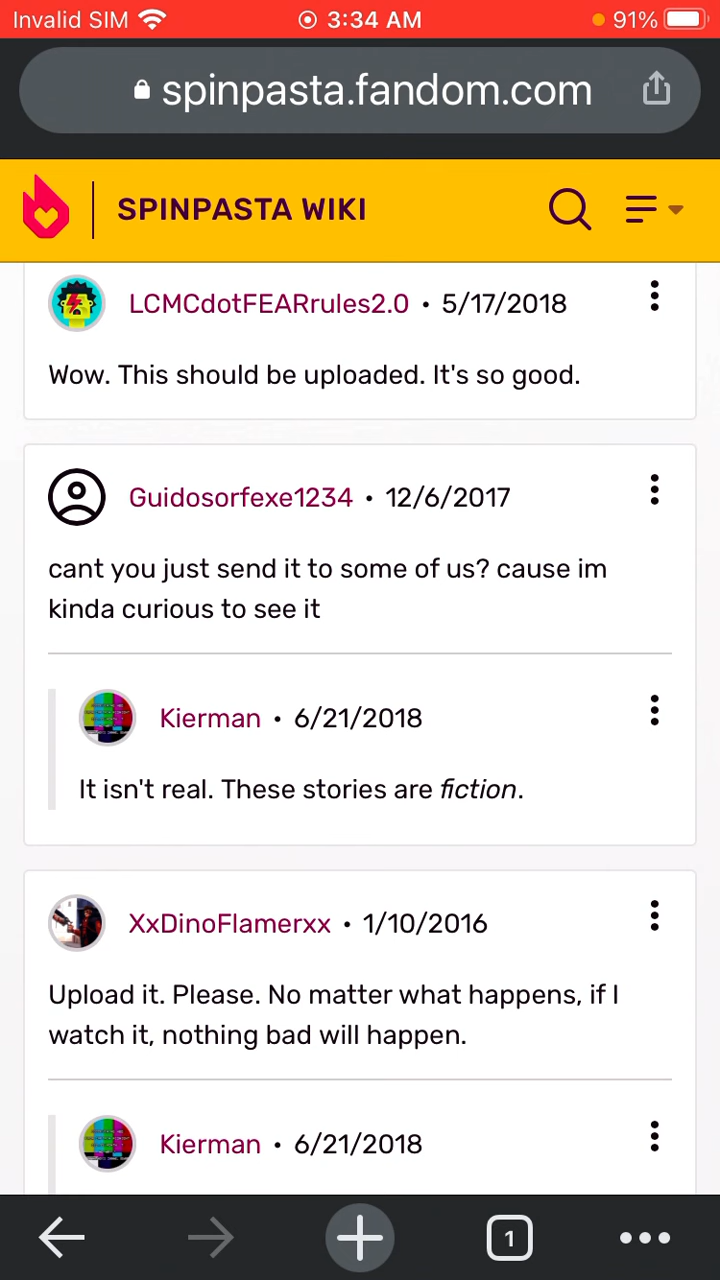 Invalid SIM 3:34 AM 91%
spinpasta.fandom.com
SPINPASTA WIKI
LCMCdotFEARrules2.0 • 5/17/2018
Wow. This should be uploaded. It's so good.
Guidosorfexe1234 • 12/6/2017
cant you just send it to some of us? cause im
kinda curious to see it
Kierman • 6/21/2018
It isn't real. These stories are fiction.
XxDinoFlamerxx • 1/10/2016
Upload it. Please. No matter what happens, if I
watch it, nothing bad will happen.
Kierman • 6/21/2018
1